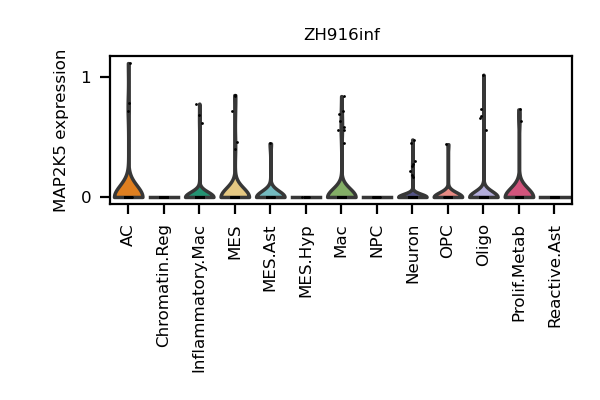 ZH916inf
MAP2K5 expression
1
0
AC
Chromatin.Reg
Inflammatory.Mac
MES
MES.Ast
MES.Hyp
Mac
NPC
Neuron
OPC
Oligo
Prolif.Metab
Reactive.Ast